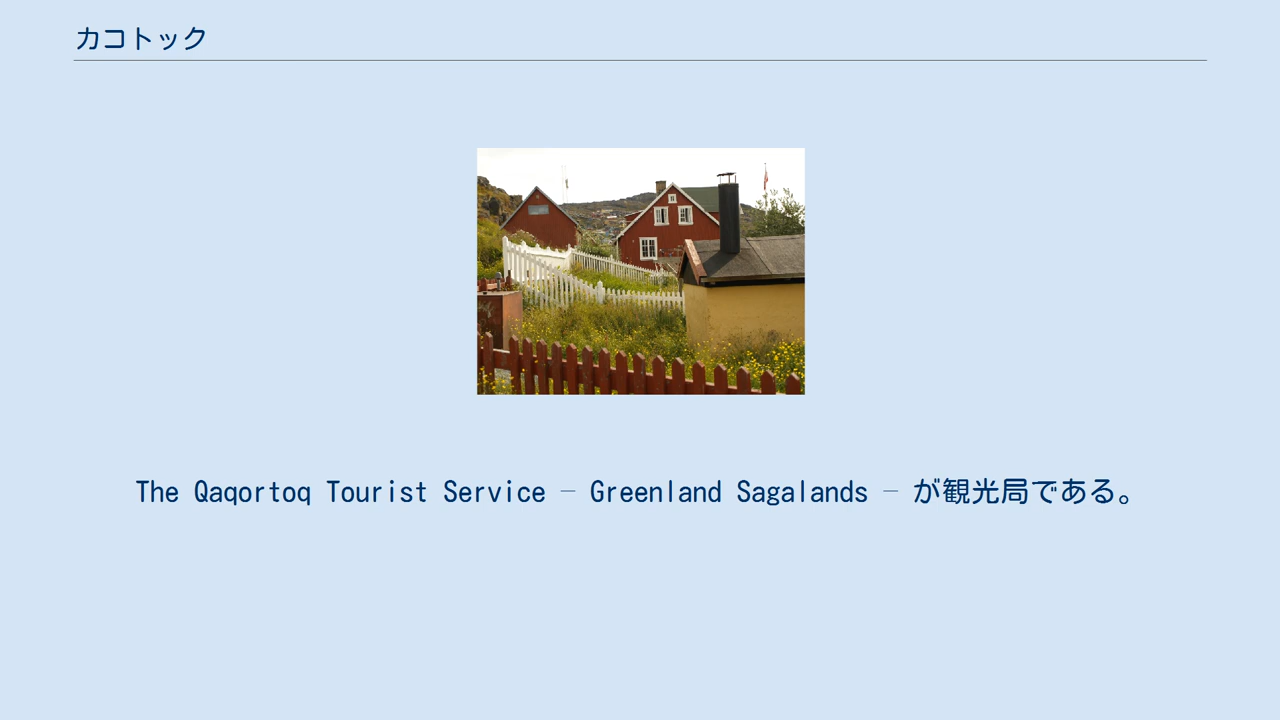 カコトック
The Qaqortoq Tourist Service – Greenland Sagalands – が観光局である。